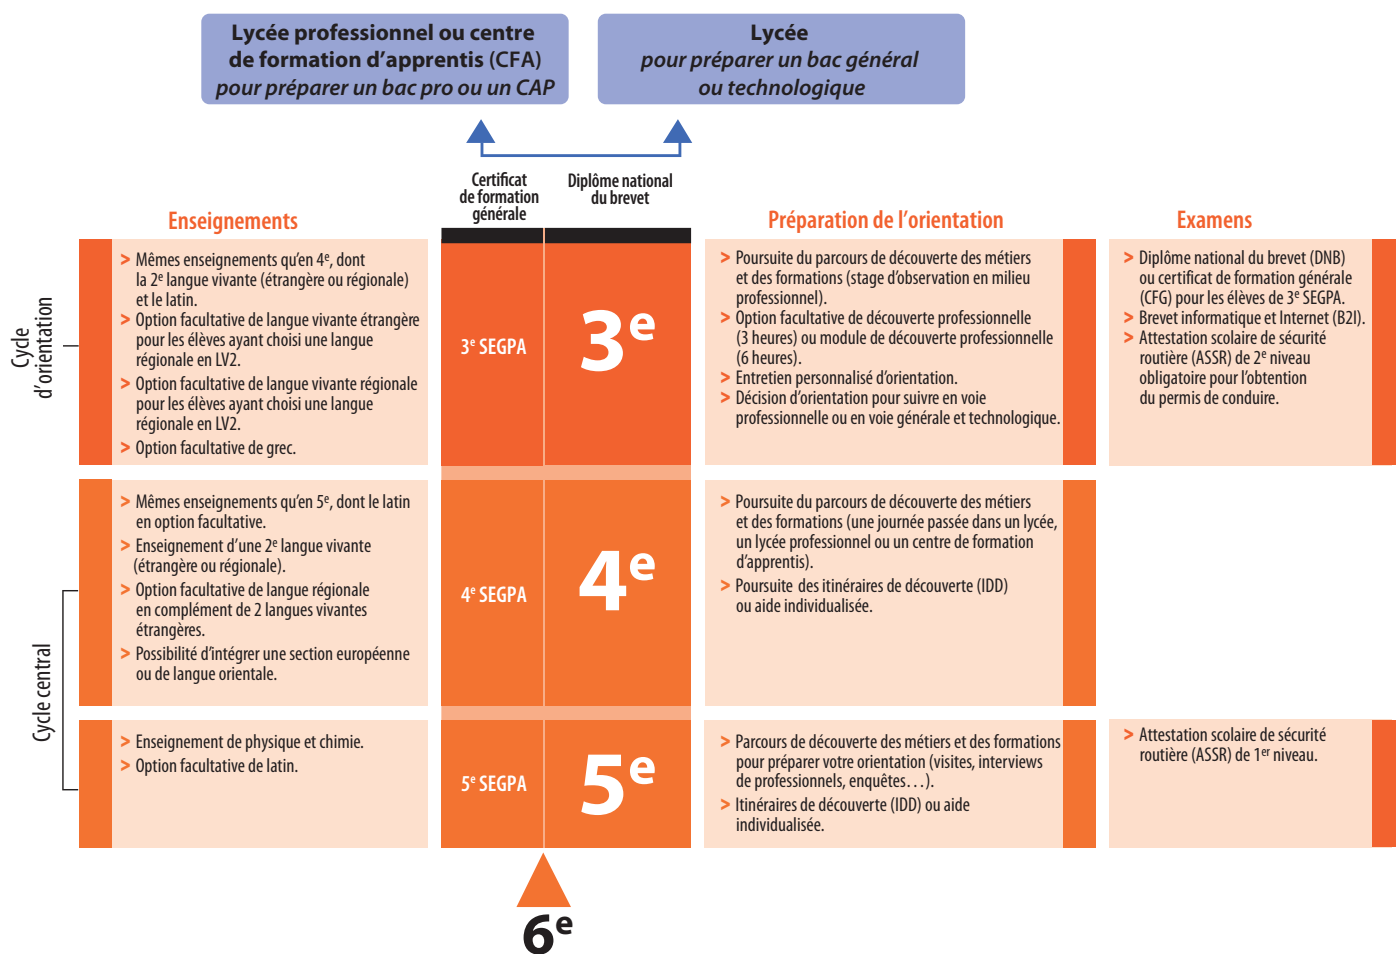 Lycée professionnel ou centre
de formation d'apprentis (CFA)
pour préparer un bac pro ou un CAP
Lycée
pour préparer un bac général
ou technologique
Certificat
de formation
générale
Diplôme national
du brevet
Enseignements
Préparation de l'orientation
Examens
Cycle
d'orientation
> Mêmes enseignements qu'en 4e, dont
la 2e langue vivante (étrangère ou régionale)
et le latin.
> Option facultative de langue vivante étrangère
pour les élèves ayant choisi une langue
régionale en LV2.
> Option facultative de langue vivante régionale
pour les élèves ayant choisi une langue
régionale en LV2.
> Option facultative de grec.
3e SEGPA
3e
> Poursuite du parcours de découverte des métiers
et des formations (stage d'observation en milieu
professionnel).
> Option facultative de découverte professionnelle
(3 heures) ou module de découverte professionnelle
(6 heures).
> Entretien personnalisé d'orientation.
> Décision d'orientation pour suivre en voie
professionnelle ou en voie générale et technologique.
> Diplôme national du brevet (DNB)
ou certificat de formation générale
(CFG) pour les élèves de 3e SEGPA.
> Brevet informatique et Internet (B2I).
> Attestation scolaire de sécurité
routière (ASSR) de 2e niveau
obligatoire pour l'obtention
du permis de conduire.
Cycle central
> Mêmes enseignements qu'en 5e, dont le latin
en option facultative.
> Enseignement d'une 2e langue vivante
(étrangère ou régionale).
> Option facultative de langue régionale
en complément de 2 langues vivantes
étrangères.
> Possibilité d'intégrer une section européenne
ou de langue orientale.
4e SEGPA
4e
> Poursuite du parcours de découverte des métiers
et des formations (une journée passée dans un lycée,
un lycée professionnel ou un centre de formation
d'apprentis).
> Poursuite des itinéraires de découverte (IDD)
ou aide individualisée.
> Enseignement de physique et chimie.
> Option facultative de latin.
5e SEGPA
5e
> Parcours de découverte des métiers et des formations
pour préparer votre orientation (visites, interviews
de professionnels, enquêtes…).
> Itinéraires de découverte (IDD) ou aide
individualisée.
> Attestation scolaire de sécurité
routière (ASSR) de 1er niveau.
6e